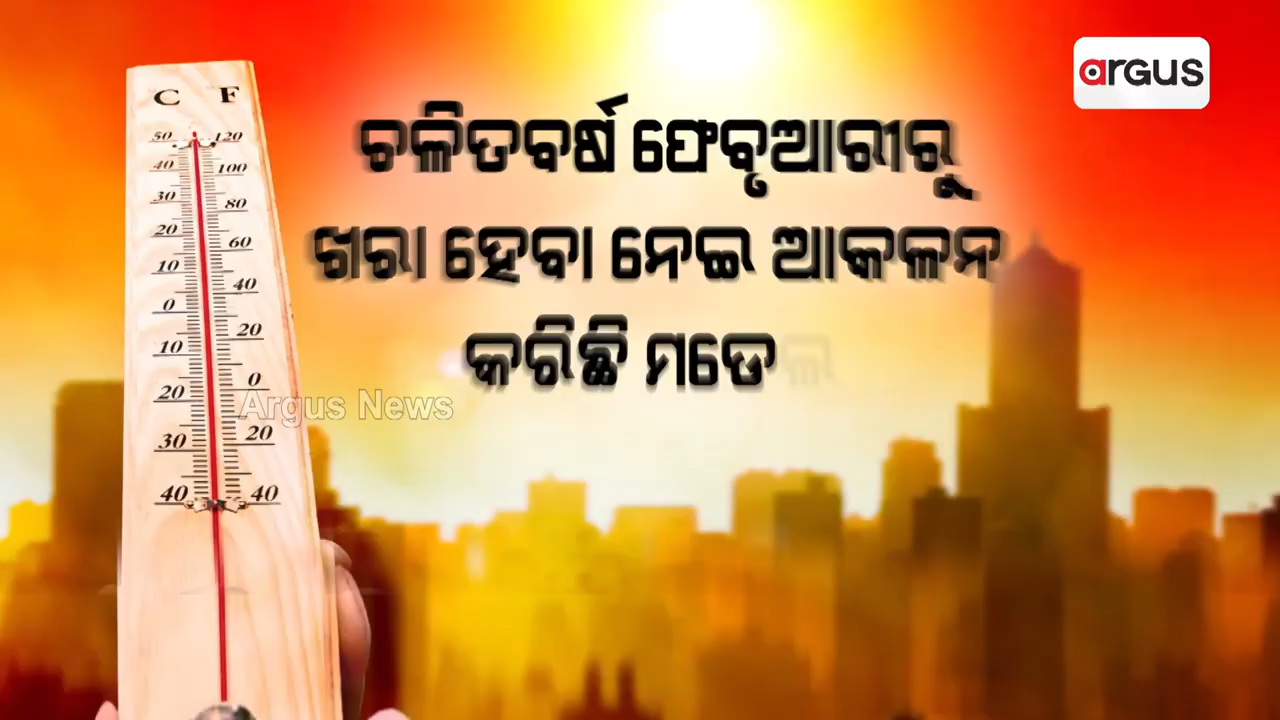 argus
C F
50 120
40 100
30 80
20 60
10 40
0 20
10 0
20 20
30 40
40
ଚଳିତବର୍ଷ ଫେବୃଆରୀରୁ
ଖରା ହେବା ନେଇ ଆକଳନ
କରିଛି ମଡେଲ
Argus News